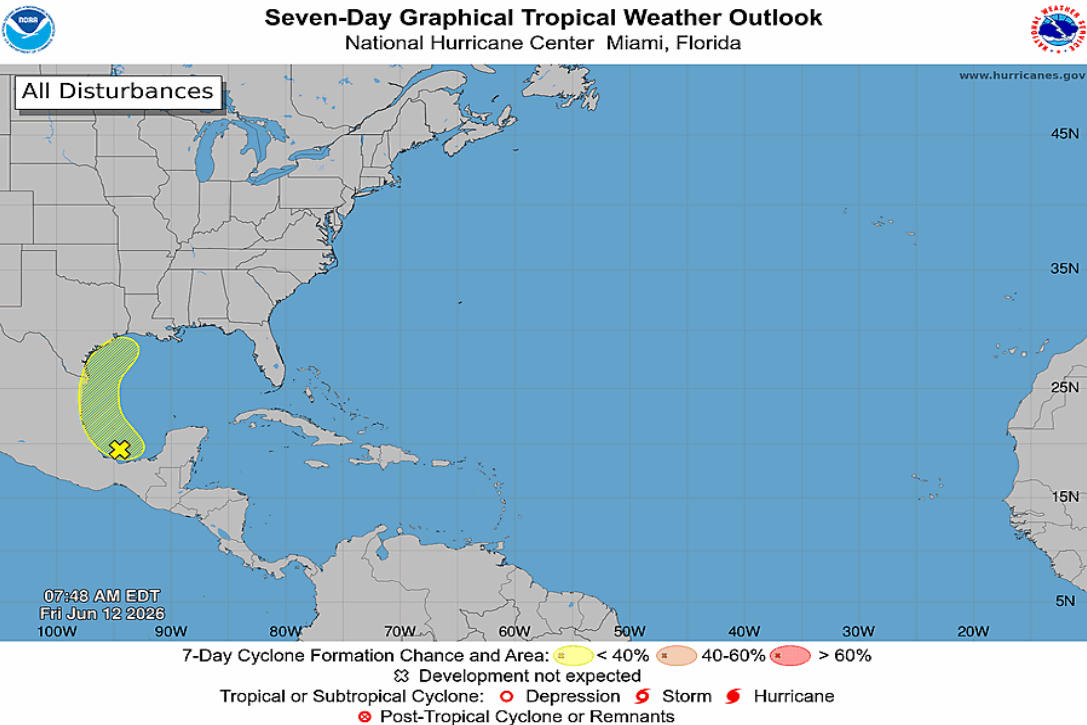 Seven-Day Graphical Tropical Weather Outlook
National Hurricane Center Miami, Florida
NOAA
www.hurricanes.gov
All Disturbances
45N
35N
25N
15N
5N
07:48 AM EDT
Fri Jun 12 2026
100W 90W 80W 70W 60W 50W 40W 30W 20W
7-Day Cyclone Formation Chance and Area: < 40% 40-60% > 60%
Development not expected
Tropical or Subtropical Cyclone: Depression Storm Hurricane
Post-Tropical Cyclone or Remnants